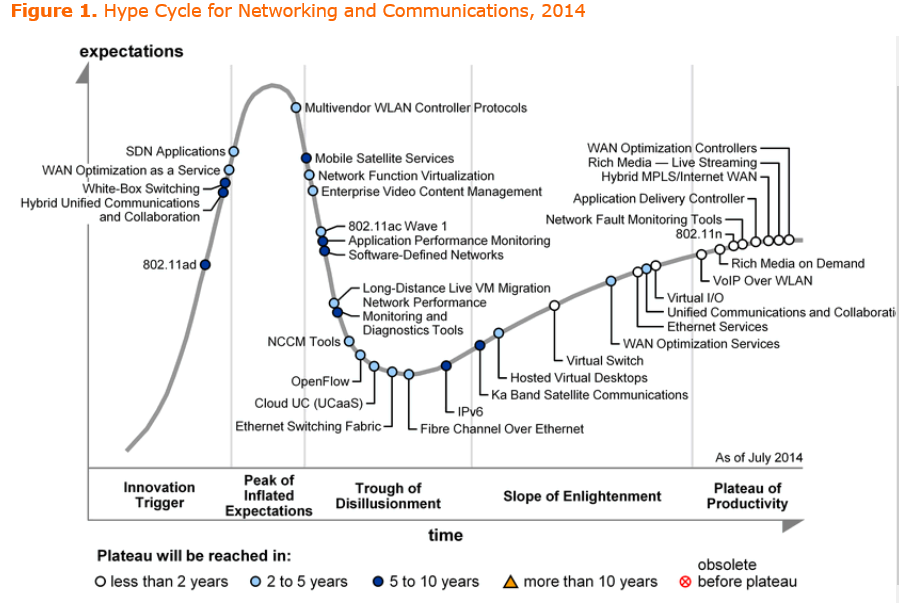 Figure 1. Hype Cycle for Networking and Communications, 2014
expectations
Multivendor WLAN Controller Protocols
SDN Applications
WAN Optimization as a Service
White-Box Switching
Hybrid Unified Communications
and Collaboration
802.11ad
Mobile Satellite Services
Network Function Virtualization
Enterprise Video Content Management
802.11ac Wave 1
Application Performance Monitoring
Software-Defined Networks
Long-Distance Live VM Migration
Network Performance
Monitoring and
Diagnostics Tools
NCCM Tools
OpenFlow
Cloud UC (UCaaS)
Ethernet Switching Fabric
Fibre Channel Over Ethernet
IPv6
Ka Band Satellite Communications
Hosted Virtual Desktops
Virtual Switch
WAN Optimization Services
Ethernet Services
Unified Communications and Collaborati
Virtual I/O
VoIP Over WLAN
Rich Media on Demand
WAN Optimization Controllers
Rich Media — Live Streaming
Hybrid MPLS/Internet WAN
Application Delivery Controller
Network Fault Monitoring Tools
802.11n
As of July 2014
Innovation
Trigger
Peak of
Inflated
Expectations
Trough of
Disillusionment
Slope of Enlightenment
Plateau of
Productivity
time
Plateau will be reached in:
less than 2 years
2 to 5 years
5 to 10 years
more than 10 years
obsolete
before plateau